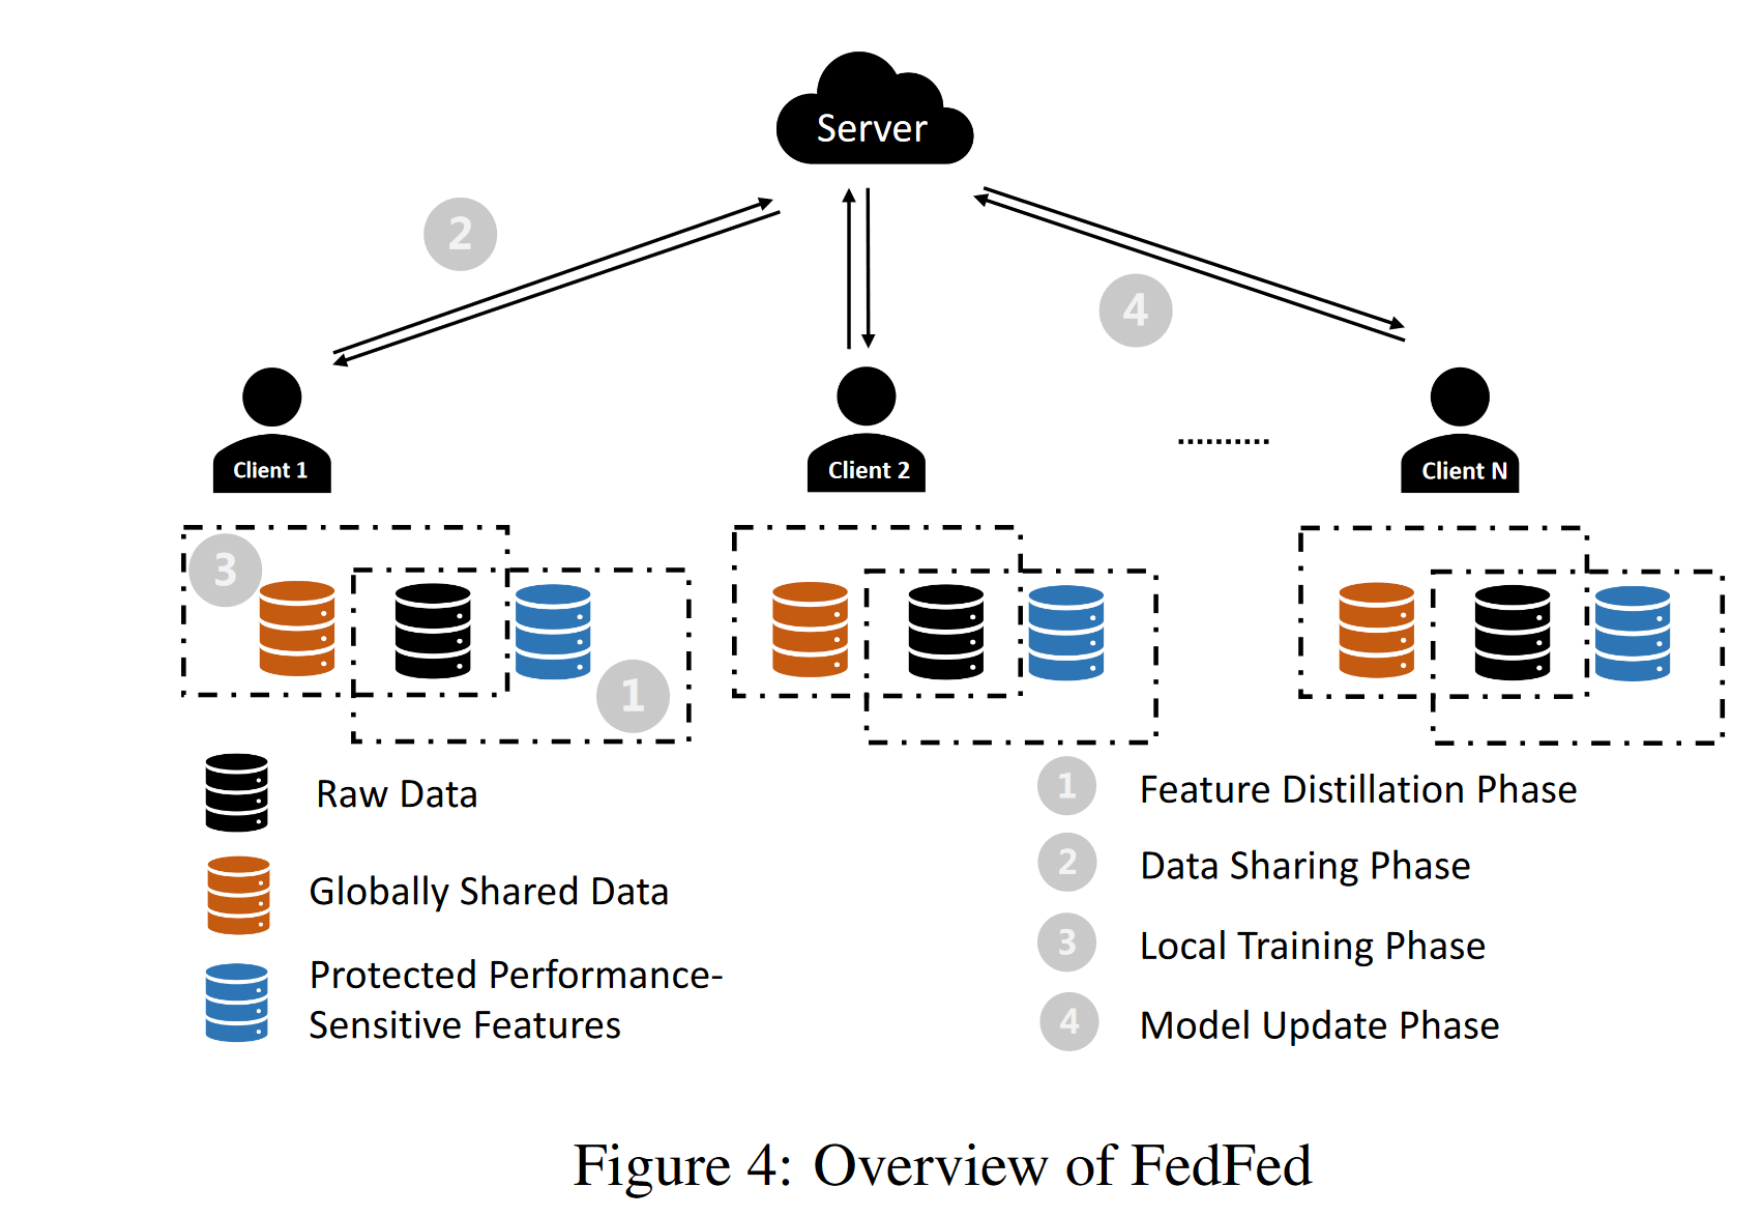 Server
2
4
Client 1
Client 2
Client N
3
1
Raw Data
Globally Shared Data
Protected Performance-
Sensitive Features
1 Feature Distillation Phase
2 Data Sharing Phase
3 Local Training Phase
4 Model Update Phase
Figure 4: Overview of FedFed